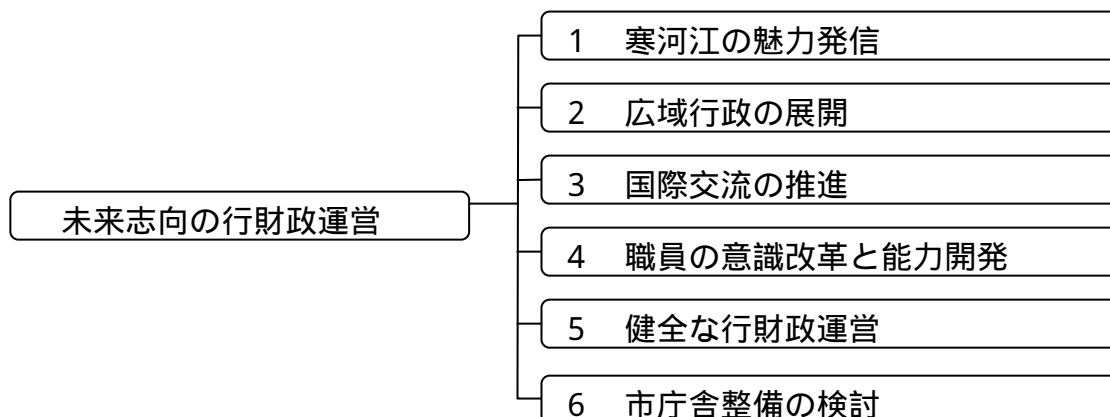 1 寒河江の魅力発信
2 広域行政の展開
3 国際交流の推進
未来志向の行財政運営
4 職員の意識改革と能力開発
5 健全な行財政運営
6 市庁舎整備の検討